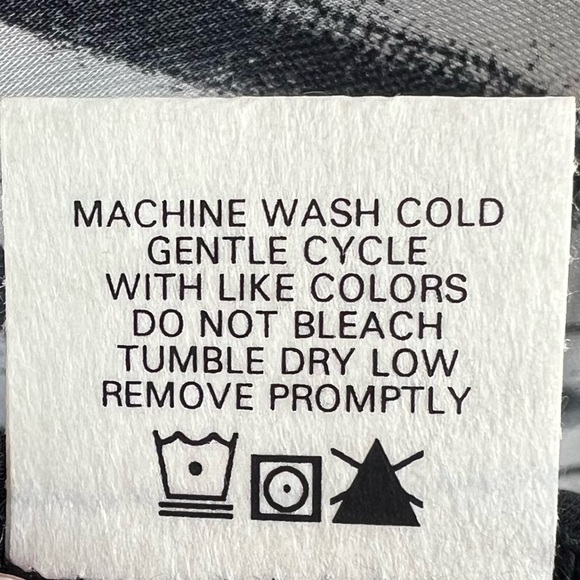 MACHINE WASH COLD
GENTLE CYCLE
WITH LIKE COLORS
DO NOT BLEACH
TUMBLE DRY LOW
REMOVE PROMPTLY